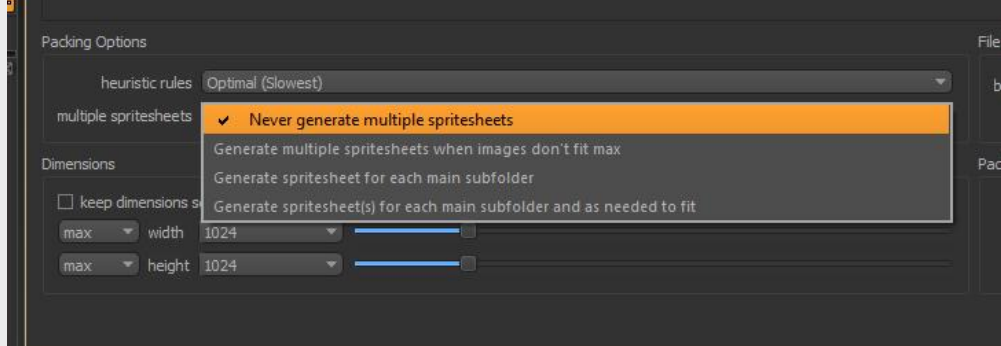 Packing Options
File
heuristic rules Optimal (Slowest)
multiple spritesheets
✓ Never generate multiple spritesheets
Generate multiple spritesheets when images don't fit max
Dimensions
Generate spritesheet for each main subfolder
keep dimensions
Generate spritesheet(s) for each main subfolder and as needed to fit
max width 1024
max height 1024